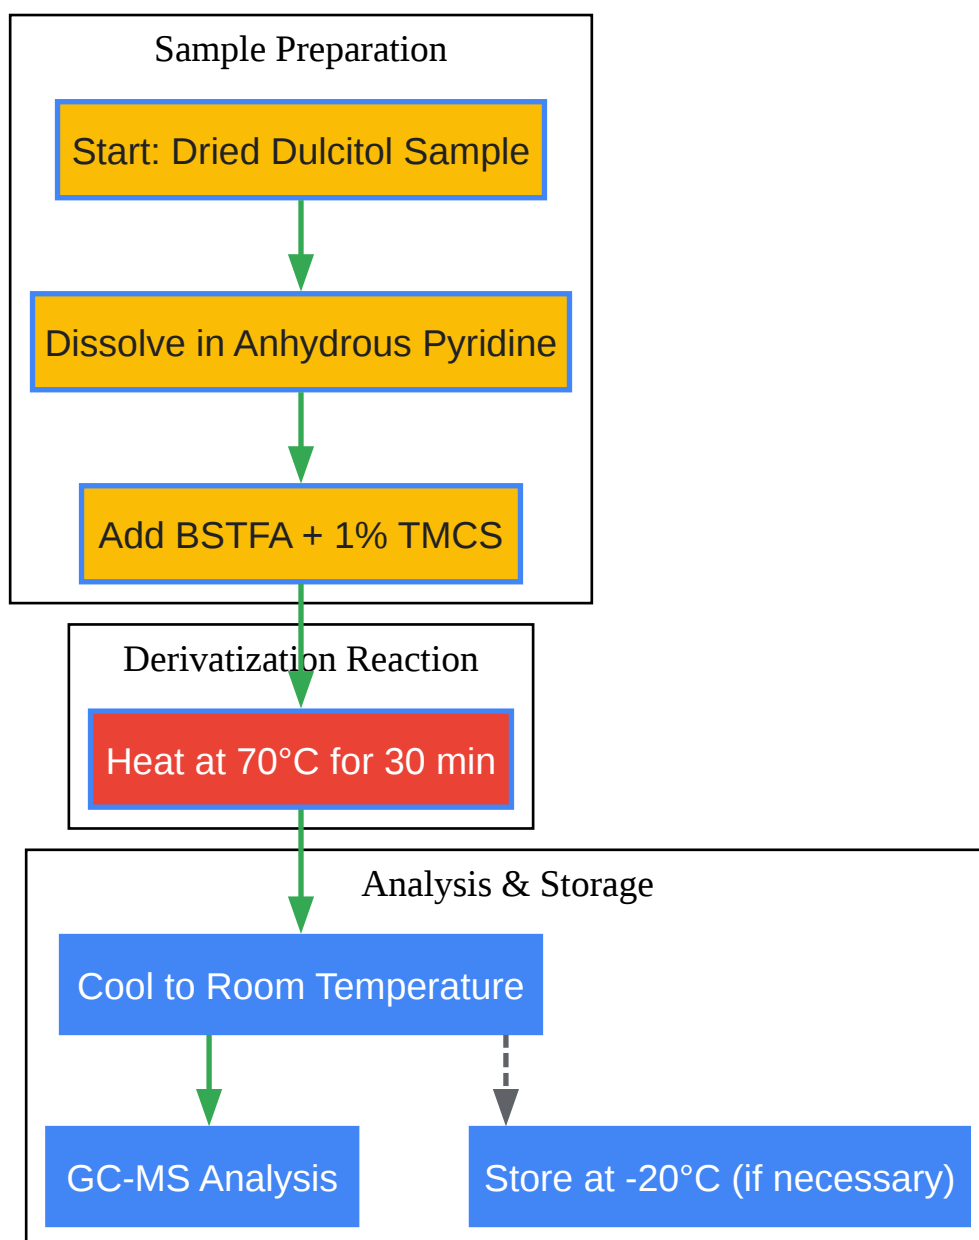 Sample Preparation
Start: Dried Dulcitol Sample
Dissolve in Anhydrous Pyridine
Add BSTFA + 1% TMCS
Derivatization Reaction
Heat at 70°C for 30 min
Analysis & Storage
Cool to Room Temperature
GC-MS Analysis
Store at -20°C (if necessary)